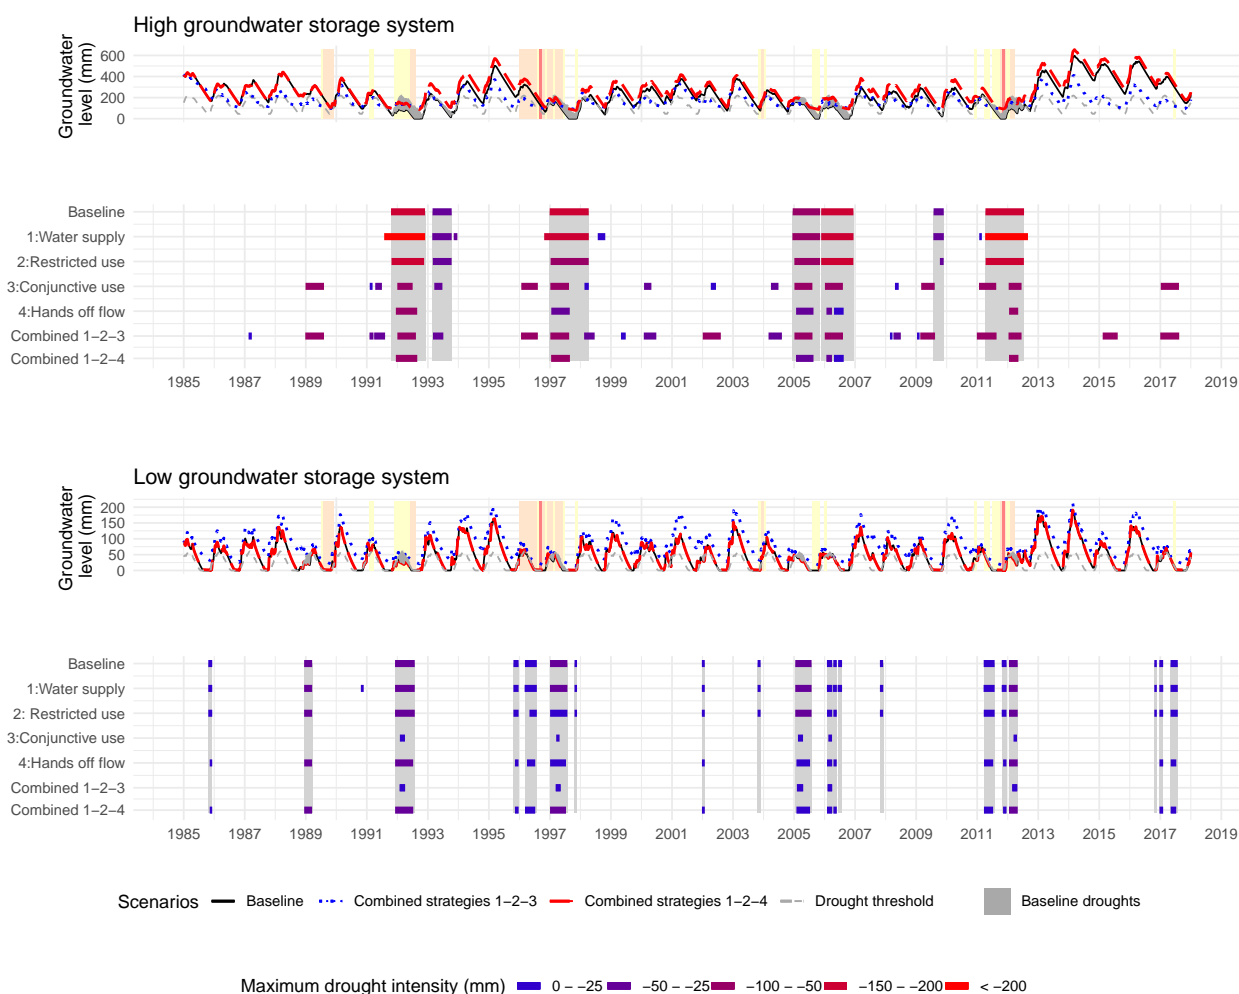 High groundwater storage system
Groundwater
level (mm)
600
400
200
0
Baseline
1:Water supply
2:Restricted use
3:Conjunctive use
4:Hands off flow
Combined 1−2−3
Combined 1−2−4
1985 1987 1989 1991 1993 1995 1997 1999 2001 2003 2005 2007 2009 2011 2013 2015 2017 2019
Low groundwater storage system
Groundwater
level (mm)
200
150
100
50
0
Baseline
1:Water supply
2: Restricted use
3:Conjunctive use
4:Hands off flow
Combined 1−2−3
Combined 1−2−4
1985 1987 1989 1991 1993 1995 1997 1999 2001 2003 2005 2007 2009 2011 2013 2015 2017 2019
Scenarios Baseline Combined strategies 1−2−3 Combined strategies 1−2−4 Drought threshold Baseline droughts
Maximum drought intensity (mm) 0 − −25 −50 − −25 −100 − −50 −150 − −200 < −200